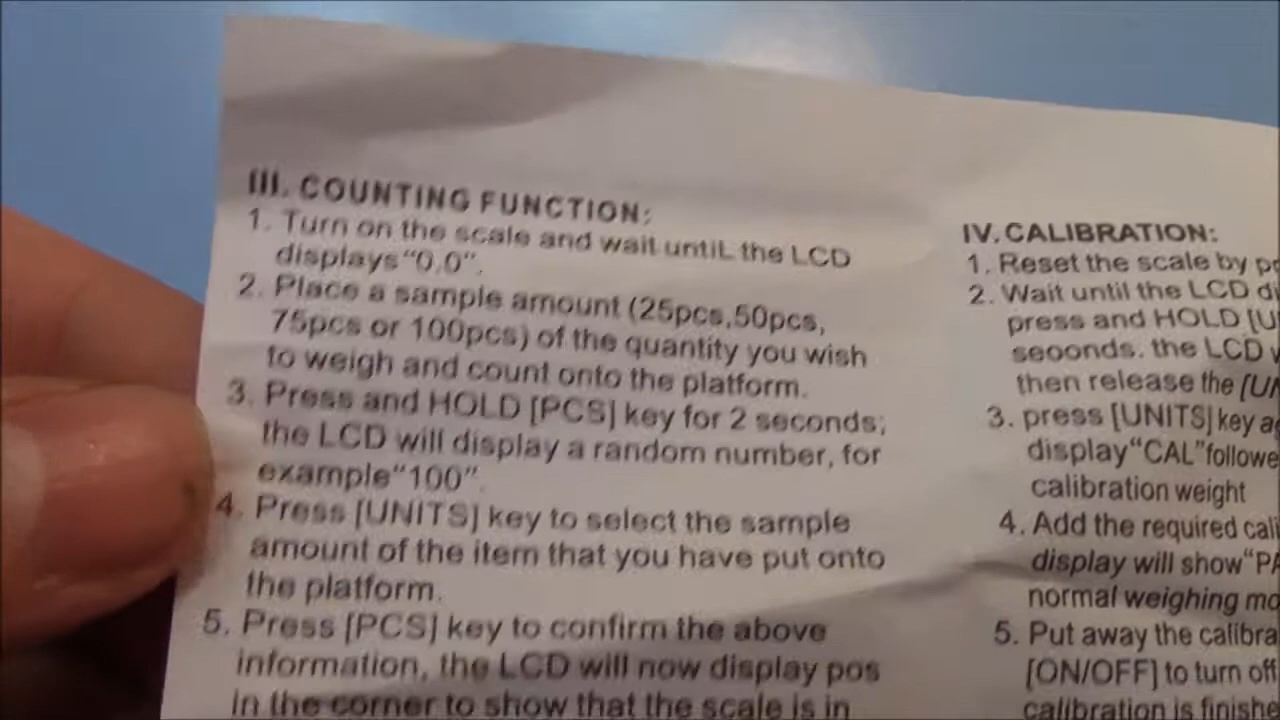 III. COUNTING FUNCTION:
1. Turn on the scale and wait until the LCD
displays "0.0".
2. Place a sample amount (25pcs,50pcs,
75pcs or 100pcs) of the quantity you wish
to weigh and count onto the platform.
3. Press and HOLD [PCS] key for 2 seconds;
the LCD will display a random number, for
example "100".
4. Press [UNITS] key to select the sample
amount of the item that you have put onto
the platform.
5. Press [PCS] key to confirm the above
information, the LCD will now display pos
in the corner to show that the scale is in
IV. CALIBRATION:
1. Reset the scale by
2. Wait until the LCD
press and HOLD
seoonds. the LCD
then release the
3. press [UNITS] key
display "CAL"
calibration weight
4. Add the required
display will show
normal weighing
5. Put away the
[ON/OFF] to turn off
calibration is